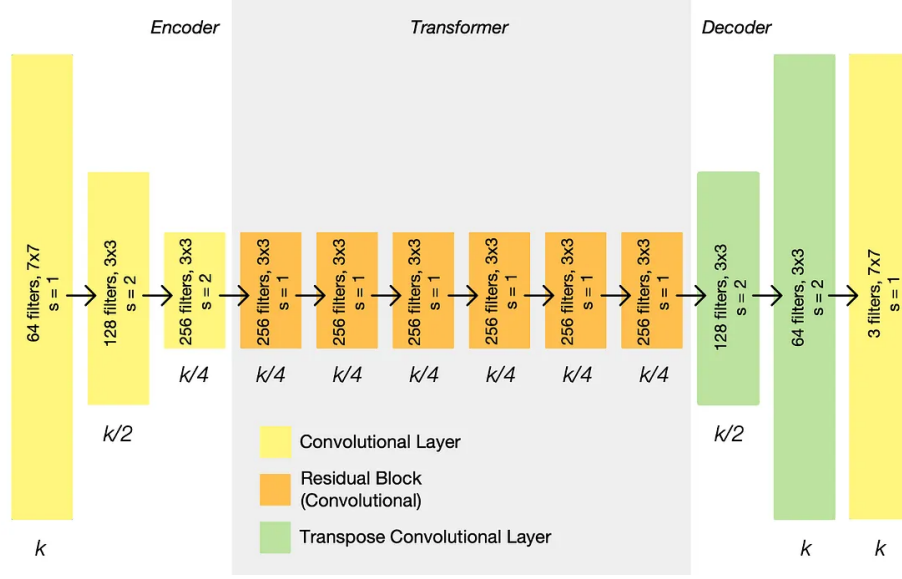 Encoder
Transformer
Decoder
64 filters, 7x7
s = 1
128 filters, 3x3
s = 2
256 filters, 3x3
s = 2
256 filters, 3x3
s = 1
256 filters, 3x3
s = 1
256 filters, 3x3
s = 1
256 filters, 3x3
s = 1
256 filters, 3x3
s = 1
256 filters, 3x3
s = 1
128 filters, 3x3
s = 2
64 filters, 3x3
s = 2
3 filters, 7x7
s = 1
k/4
k/4
k/4
k/4
k/4
k/4
k/4
k/2
k/2
Convolutional Layer
Residual Block
(Convolutional)
Transpose Convolutional Layer
k
k
k